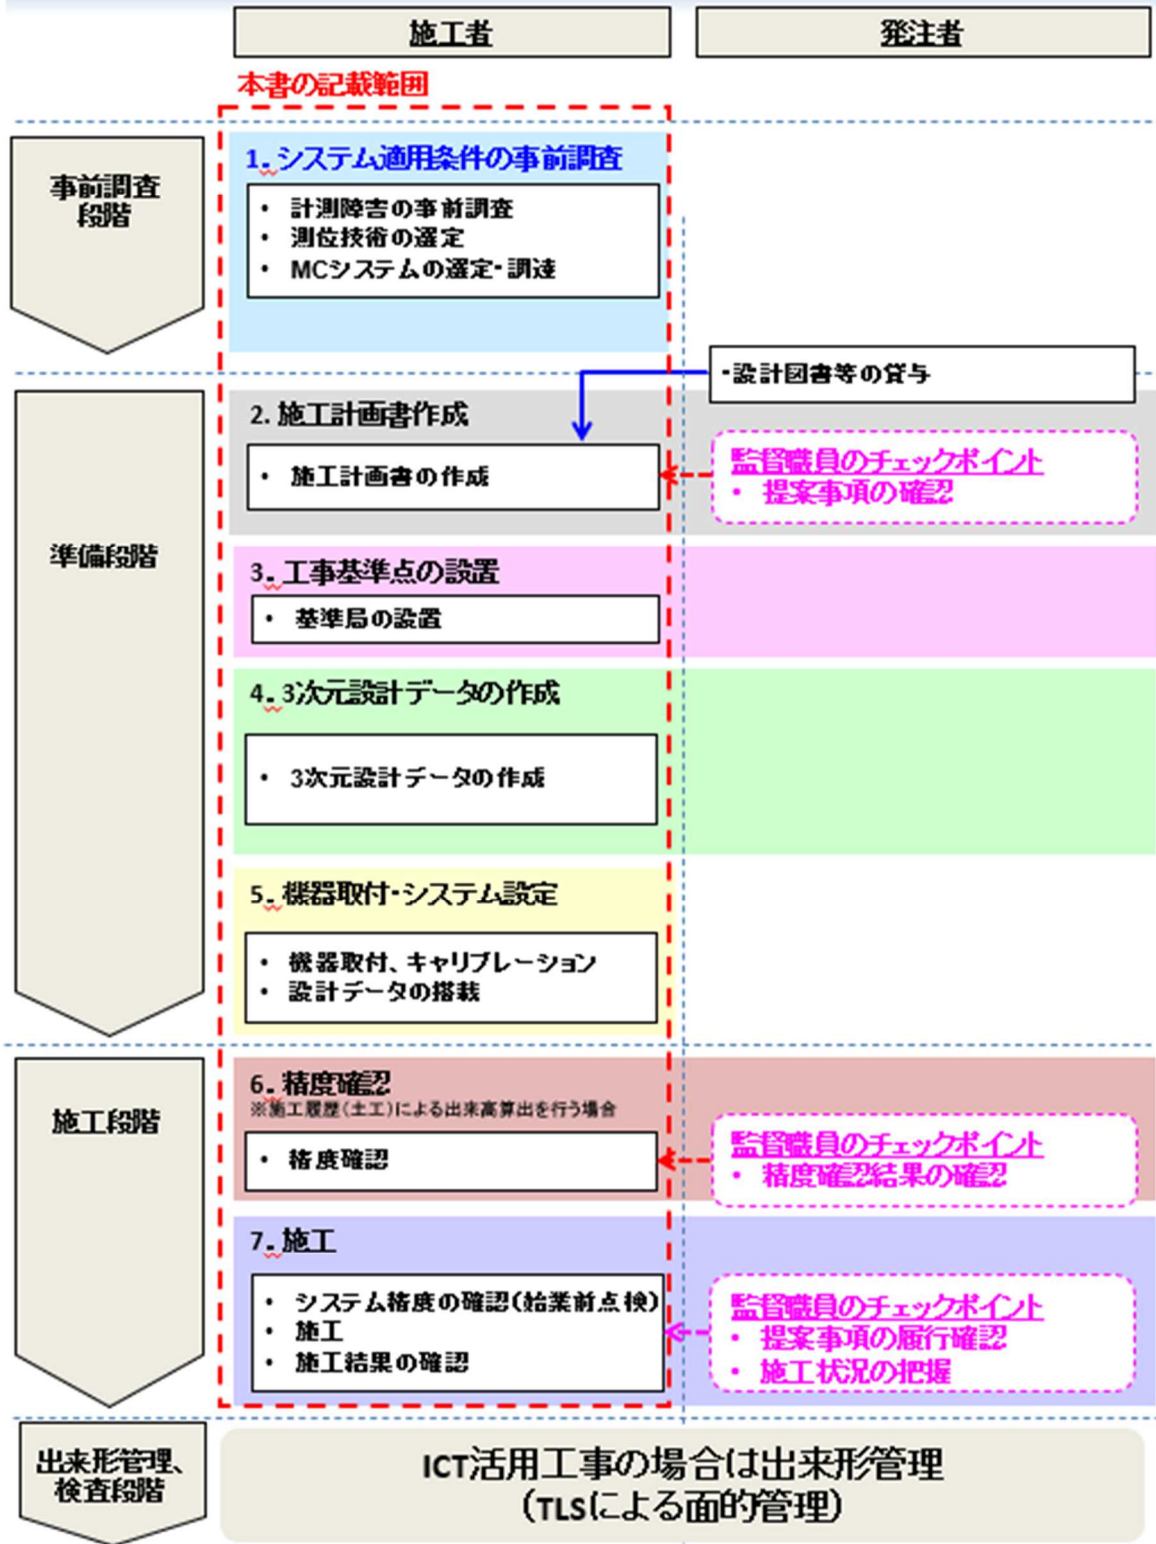 施工者
発注者
本書の記載範囲
事前調査
段階
1. システム適用条件の事前調査
・ 計測障害の事前調査
・ 測位技術の選定
・ MCシステムの選定・調達
・設計図書等の貸与
準備段階
2. 施工計画書作成
・ 施工計画書の作成
監督職員のチェックポイント
・ 提案事項の確認
3. 工事基準点の設置
・ 基準局の設置
4. 3次元設計データの作成
・ 3次元設計データの作成
5. 機器取付・システム設定
・ 機器取付、キャリブレーション
・ 設計データの搭載
施工段階
6. 精度確認
※施工履歴(土工)による出来高算出を行う場合
・ 精度確認
監督職員のチェックポイント
・ 精度確認結果の確認
7. 施工
・ システム精度の確認(始業前点検)
・ 施工
・ 施工結果の確認
監督職員のチェックポイント
・ 提案事項の履行確認
・ 施工状況の把握
出来形管理、
検査段階
ICT活用工事の場合は出来形管理
(TLSによる面的管理)